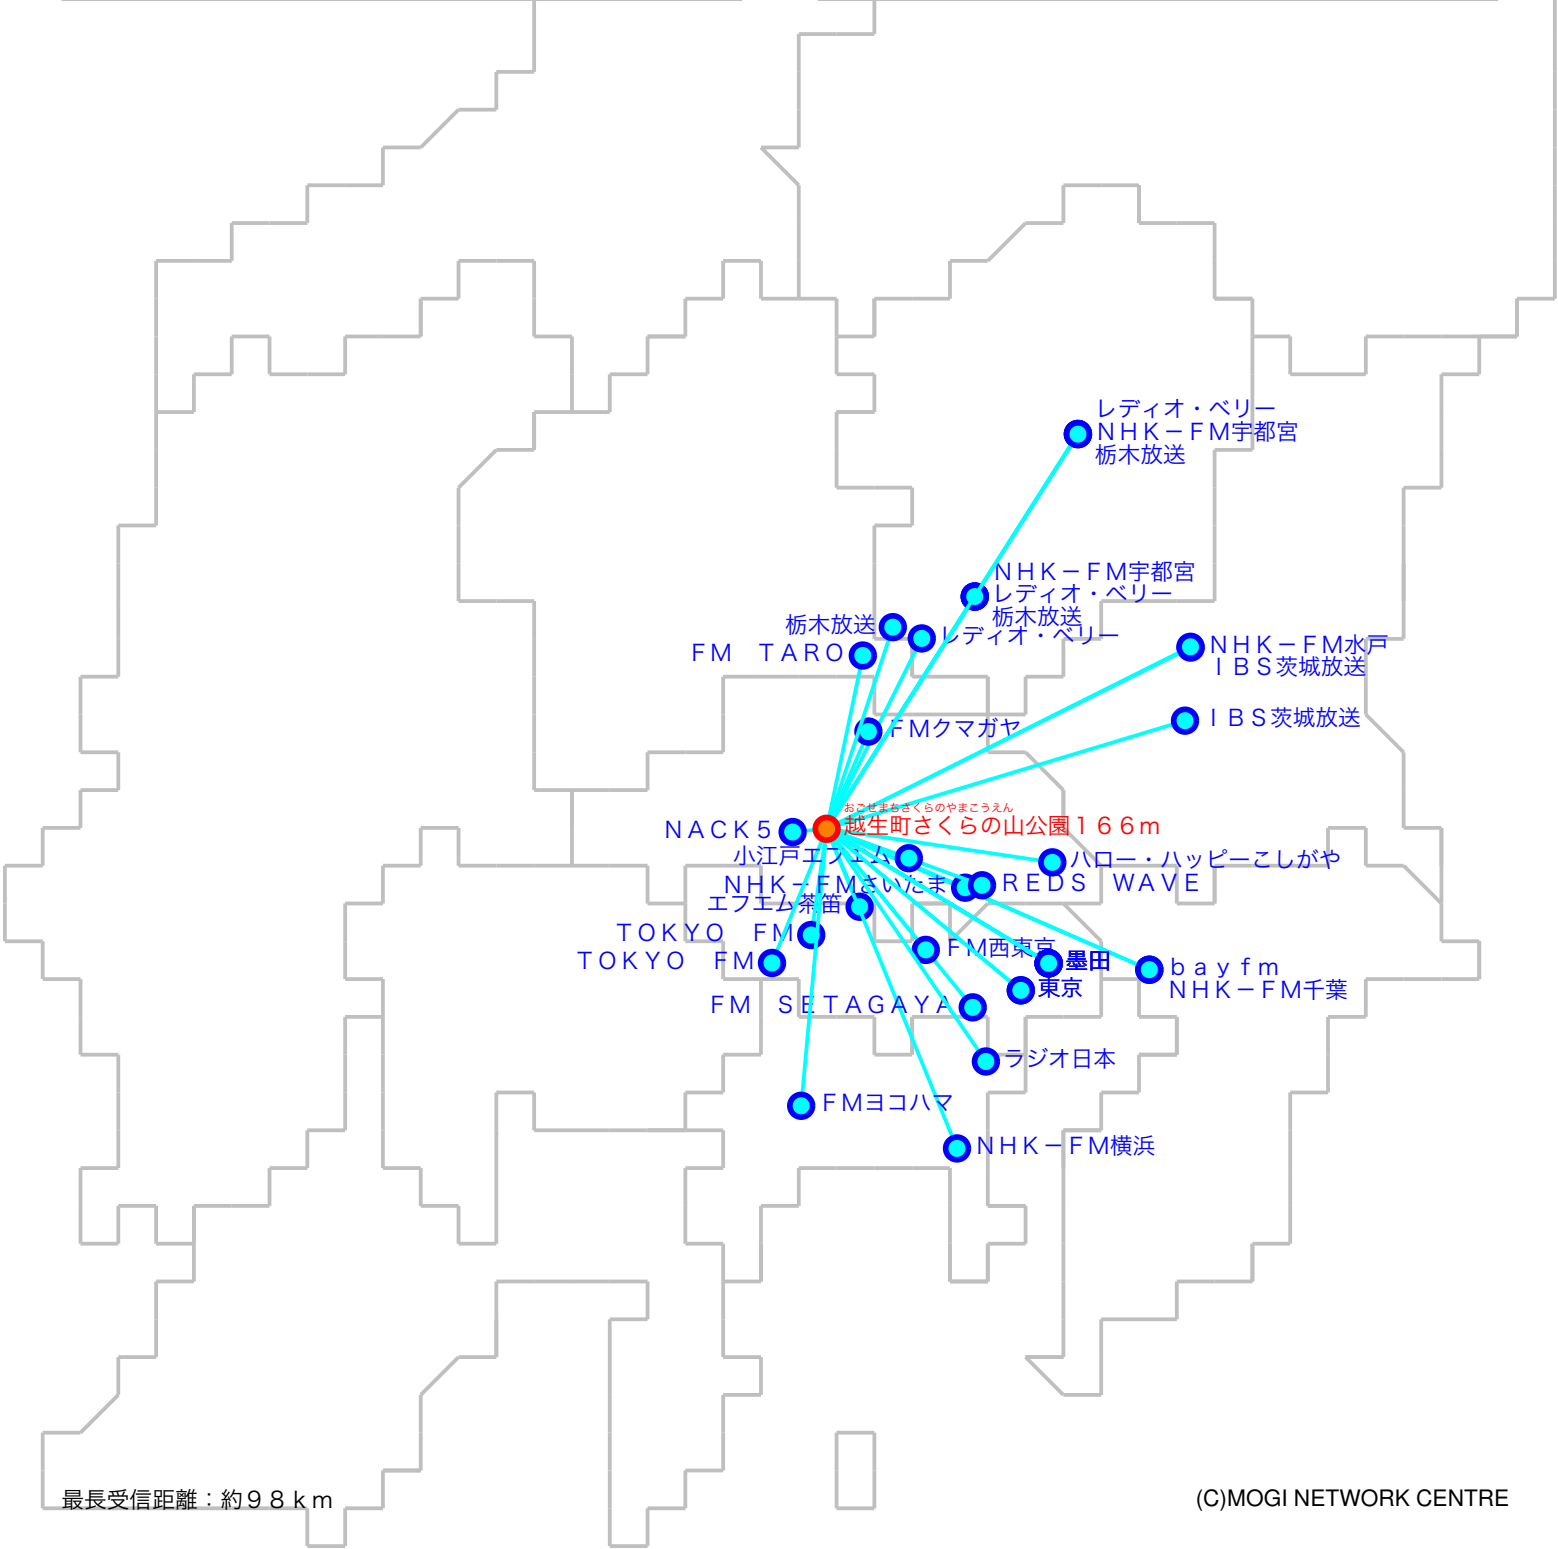 レディオ・ベリー
ＮＨＫ－ＦＭ宇都宮
栃木放送
ＮＨＫ－ＦＭ宇都宮
レディオ・ベリー
栃木放送
栃木放送
レディオ・ベリー
ＦＭ　ＴＡＲＯ
ＮＨＫ－ＦＭ水戸
ＩＢＳ茨城放送
ＩＢＳ茨城放送
ＦＭクマガヤ
おごせまちさくらのやまこうえん
越生町さくらの山公園１６６ｍ
ＮＡＣＫ５
小江戸エフエム
ハロー・ハッピーこしがや
ＮＨＫ－ＦＭさいたま
ＲＥＤＳ　ＷＡＶＥ
エフエム茶笛
ＴＯＫＹＯ　ＦＭ
ＦＭ西東京
ＴＯＫＹＯ　ＦＭ
墨田
ｂａｙｆｍ
ＮＨＫ－ＦＭ千葉
東京
ＦＭ　ＳＥＴＡＧＡＹＡ
ラジオ日本
ＦＭヨコハマ
ＮＨＫ－ＦＭ横浜
最長受信距離：約９８ｋｍ
(C)MOGI NETWORK CENTRE